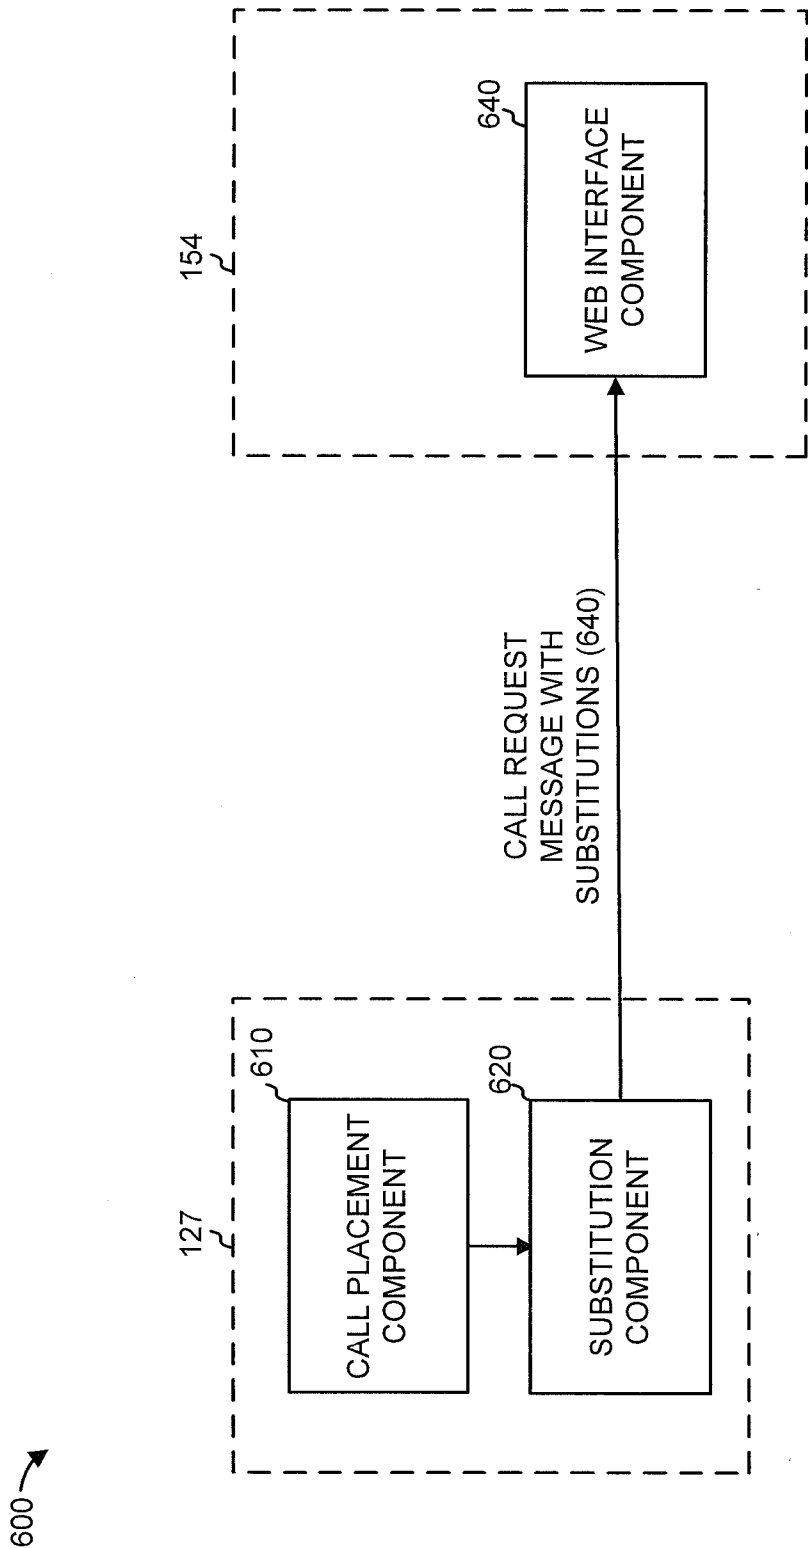 600
127
610
CALL PLACEMENT
COMPONENT
620
SUBSTITUTION
COMPONENT
CALL REQUEST
MESSAGE WITH
SUBSTITUTIONS (640)
154
640
WEB INTERFACE
COMPONENT